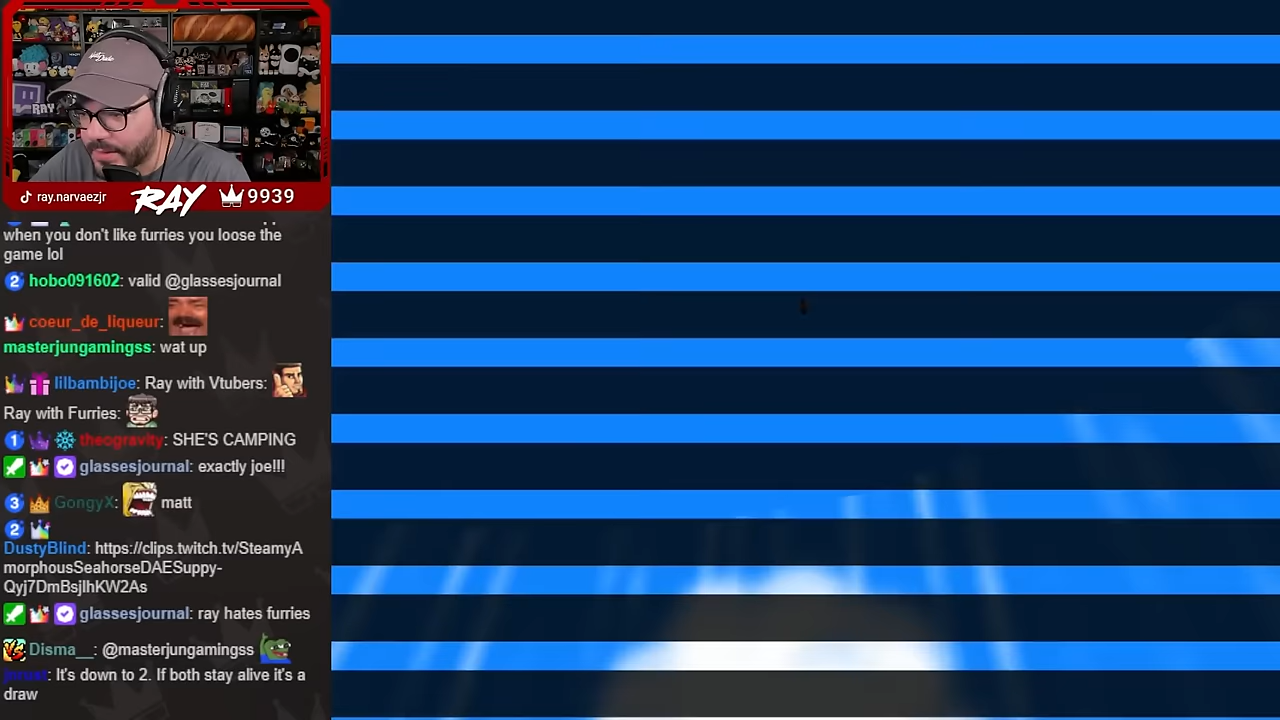 ray.narvaezjr RAY 9939
when you don't like furries you loose the
game lol
2 hobo091602: valid @glassesjournal
coeur_de_liqueur:
masterjungamingss: wat up
lilbambijoe: Ray with Vtubers:
Ray with Furries:
1 theogravity: SHE'S CAMPING
glassesjournal: exactly joe!!!
3 GongyX: matt
2
DustyBlind: https://clips.twitch.tv/SteamyA
morphousSeahorseDAESuppy-
Qyj7DmBsjlhKW2As
glassesjournal: ray hates furries
Disma__: @masterjungamingss
It's down to 2. If both stay alive it's a
draw